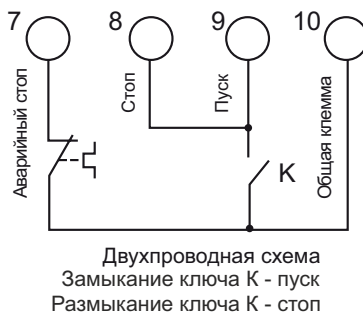 7 8 9 10
Аварийный стоп
Стоп
Пуск
Общая клемма
К
Двухпроводная схема
Замыкание ключа К - пуск
Размыкание ключа К - стоп